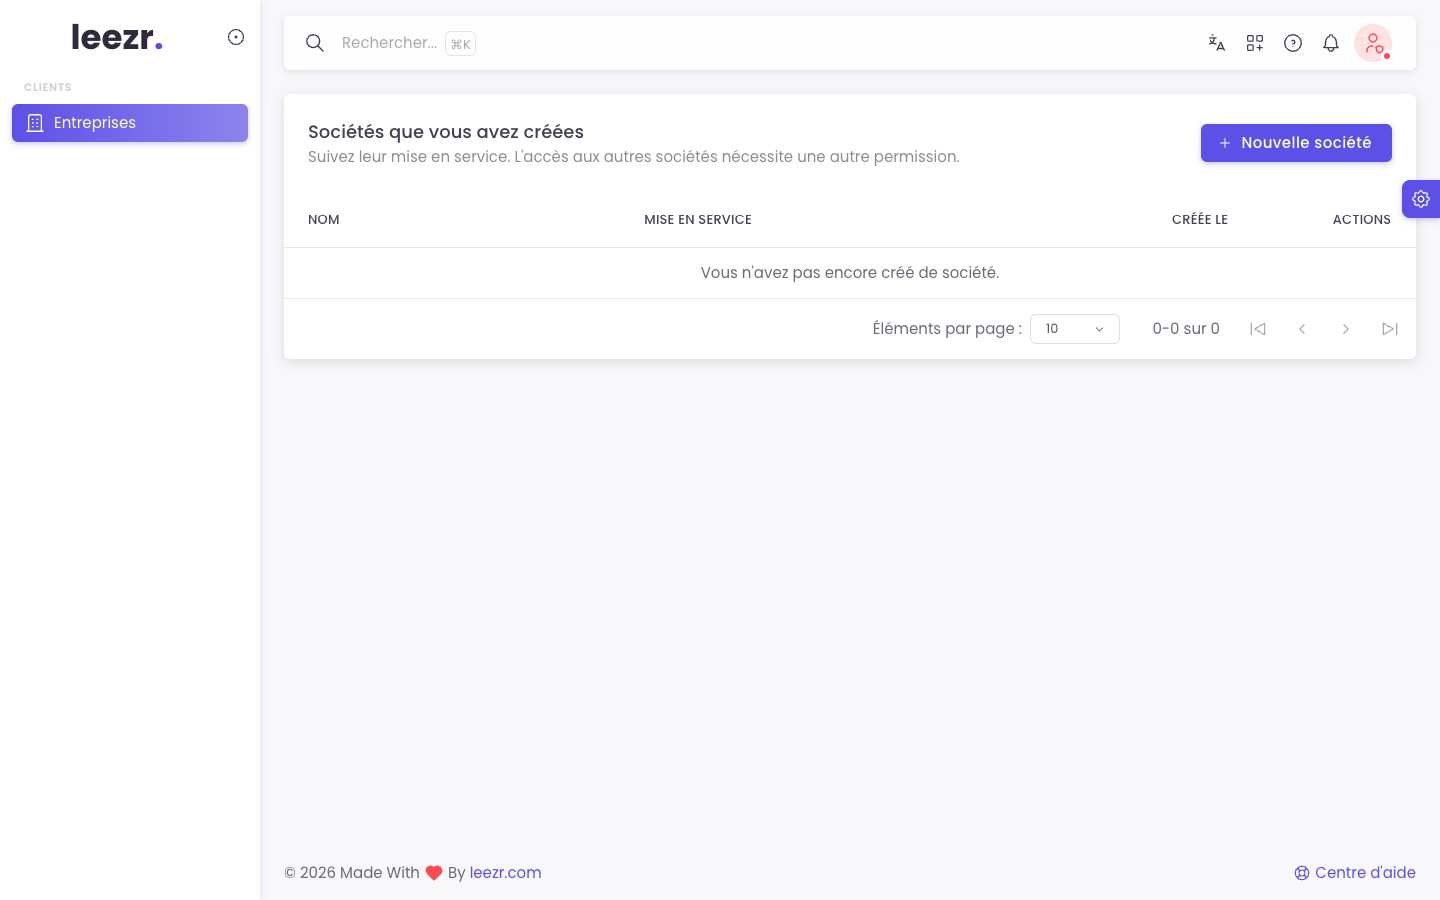 leezr.
CLIENTS
Entreprises
Rechercher... ⌘K
Sociétés que vous avez créées
Suivez leur mise en service. L'accès aux autres sociétés nécessite une autre permission.
+ Nouvelle société
NOM MISE EN SERVICE CRÉÉE LE ACTIONS
Vous n'avez pas encore créé de société.
Éléments par page : 10 0-0 sur 0
© 2026 Made With ❤ By leezr.com
Centre d'aide